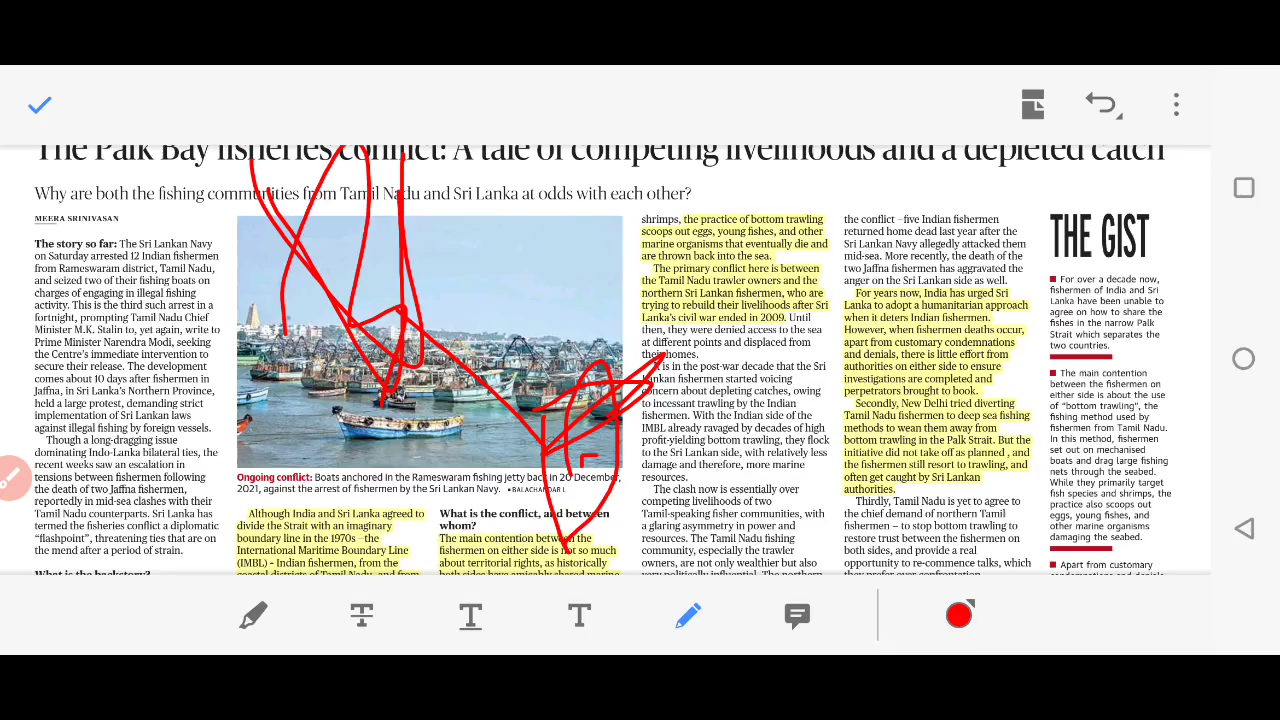 The Palk Bay fisheries conflict: A tale of competing livelihoods and a depleted catch
Why are both the fishing communities from Tamil Nadu and Sri Lanka at odds with each other?
MEERA SRINIVASAN
The story so far: The Sri Lankan Navy
on Saturday arrested 12 Indian fishermen
from Rameswaram district, Tamil Nadu,
and seized two of their fishing boats on
charges of engaging in illegal fishing
activity. This is the third such arrest in a
fortnight, prompting Tamil Nadu Chief
Minister M.K. Stalin to, yet again, write to
Prime Minister Narendra Modi, seeking
the Centre's immediate intervention to
secure their release. The development
comes about 10 days after fishermen in
Jaffna, in Sri Lanka's Northern Province,
held a large protest, demanding strict
implementation of Sri Lankan laws
against illegal fishing by foreign vessels.
Though a long-dragging issue
dominating Indo-Lanka bilateral ties, the
recent weeks saw an escalation in
tensions between fishermen following
the death of two Jaffna fishermen,
reportedly in mid-sea clashes with their
Tamil Nadu counterparts. Sri Lanka has
termed the fisheries conflict a diplomatic
"flashpoint", threatening ties that are on
the mend after a period of strain.
What is the backstory?
Ongoing conflict: Boats anchored in the Rameswaram fishing jetty back in 20 December,
2021, against the arrest of fishermen by the Sri Lankan Navy. • BALACHANDAR L
Although India and Sri Lanka agreed to
divide the Strait with an imaginary
boundary line in the 1970s –the
International Maritime Boundary Line
(IMBL) - Indian fishermen, from the
coastal districts of Tamil Nadu, and from
What is the conflict, and between
whom?
The main contention between the
fishermen on either side is not so much
about territorial rights, as historically
both sides have amicably shared marine
shrimps, the practice of bottom trawling
scoops out eggs, young fishes, and other
marine organisms that eventually die and
are thrown back into the sea.
The primary conflict here is between
the Tamil Nadu trawler owners and the
northern Sri Lankan fishermen, who are
trying to rebuild their livelihoods after Sri
Lanka's civil war ended in 2009. Until
then, they were denied access to the sea
at different points and displaced from
their homes.
It is in the post-war decade that the Sri
Lankan fishermen started voicing
concern about depleting catches, owing
to incessant trawling by the Indian
fishermen. With the Indian side of the
IMBL already ravaged by decades of high
profit-yielding bottom trawling, they flock
to the Sri Lankan side, with relatively less
damage and therefore, more marine
resources.
The clash now is essentially over
competing livelihoods of two
Tamil-speaking fisher communities, with
a glaring asymmetry in power and
resources. The Tamil Nadu fishing
community, especially the trawler
owners, are not only wealthier but also
very politically influential. The northern
the conflict –five Indian fishermen
returned home dead last year after the
Sri Lankan Navy allegedly attacked them
mid-sea. More recently, the death of the
two Jaffna fishermen has aggravated the
anger on the Sri Lankan side as well.
For years now, India has urged Sri
Lanka to adopt a humanitarian approach
when it deters Indian fishermen.
However, when fishermen deaths occur,
apart from customary condemnations
and denials, there is little effort from
authorities on either side to ensure
investigations are completed and
perpetrators brought to book.
Secondly, New Delhi tried diverting
Tamil Nadu fishermen to deep sea fishing
methods to wean them away from
bottom trawling in the Palk Strait. But the
initiative did not take off as planned , and
the fishermen still resort to trawling, and
often get caught by Sri Lankan
authorities.
Thirdly, Tamil Nadu is yet to agree to
the chief demand of northern Tamil
fishermen – to stop bottom trawling to
restore trust between the fishermen on
both sides, and provide a real
opportunity to re-commence talks, which
they prefer over confrontation.
THE GIST
For over a decade now,
fishermen of India and Sri
Lanka have been unable to
agree on how to share the
fishes in the narrow Palk
Strait which separates the
two countries.
The main contention
between the fishermen on
either side is about the use
of "bottom trawling", the
fishing method used by
fishermen from Tamil Nadu.
In this method, fishermen
set out on mechanised
boats and drag large fishing
nets through the seabed.
While they primarily target
fish species and shrimps, the
practice also scoops out
eggs, young fishes, and
other marine organisms
damaging the seabed.
Apart from customary
condemnations and denials